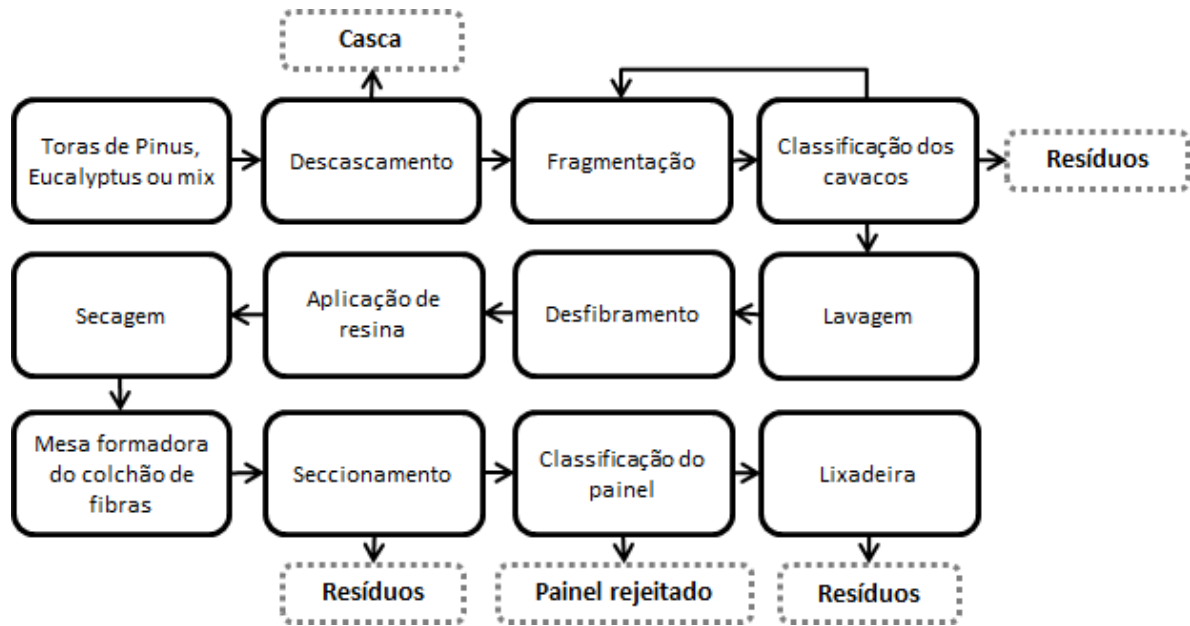 Casca
Toras de Pinus,
Eucalyptus ou mix
Descascamento
Fragmentação
Classificação dos
cavacos
Resíduos
Secagem
Aplicação de
resina
Desfibramento
Lavagem
Mesa formadora
do colchão de
fibras
Seccionamento
Classificação do
painel
Lixadeira
Resíduos
Painel rejeitado
Resíduos